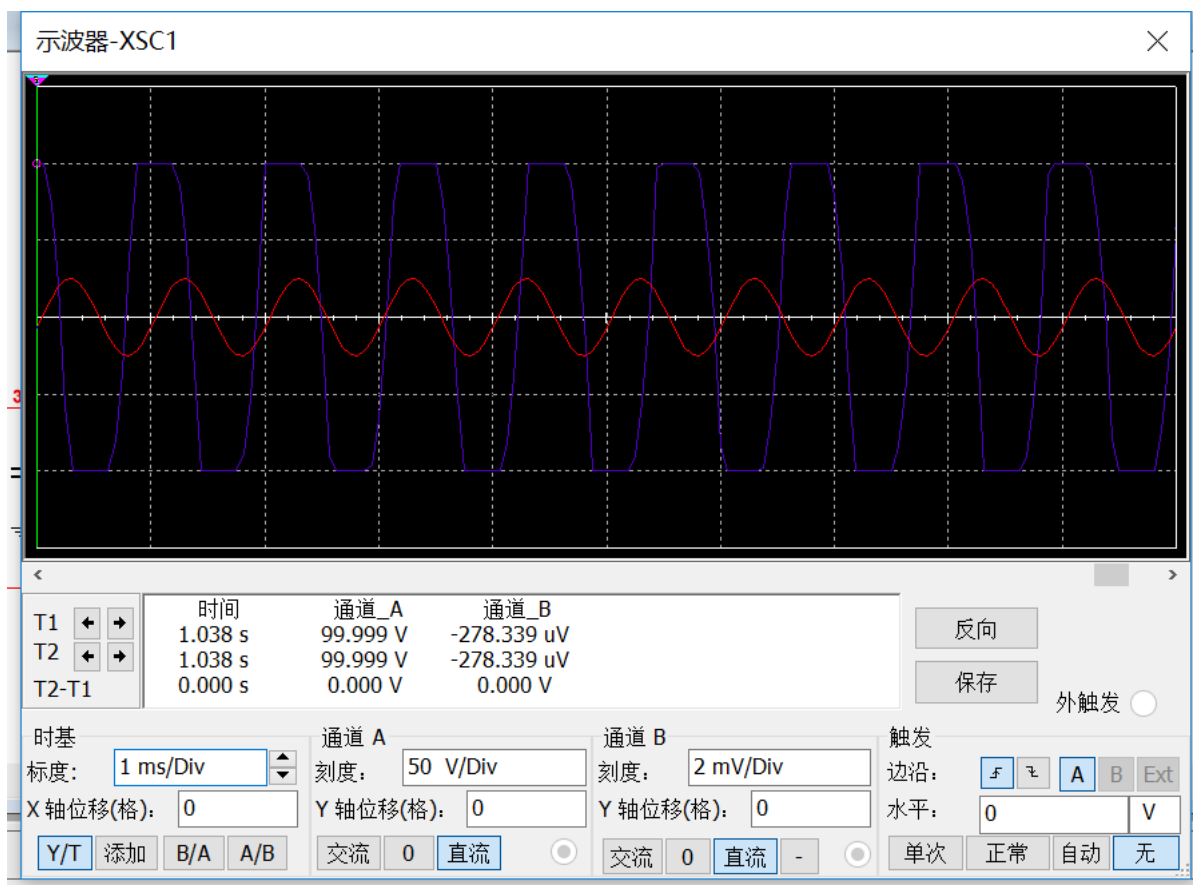 示波器-XSC1
3
T1
T2
T2-T1
时间 通道_A 通道_B
1.038 s 99.999 V -278.339 uV
1.038 s 99.999 V -278.339 uV
0.000 s 0.000 V 0.000 V
反向
保存
外触发
时基
标度: 1 ms/Div
X 轴位移(格): 0
Y/T 添加 B/A A/B
通道 A
刻度: 50 V/Div
Y 轴位移(格): 0
交流 0 直流
通道 B
刻度: 2 mV/Div
Y 轴位移(格): 0
交流 0 直流 -
触发
边沿: A B Ext
水平: 0 V
单次 正常 自动 无